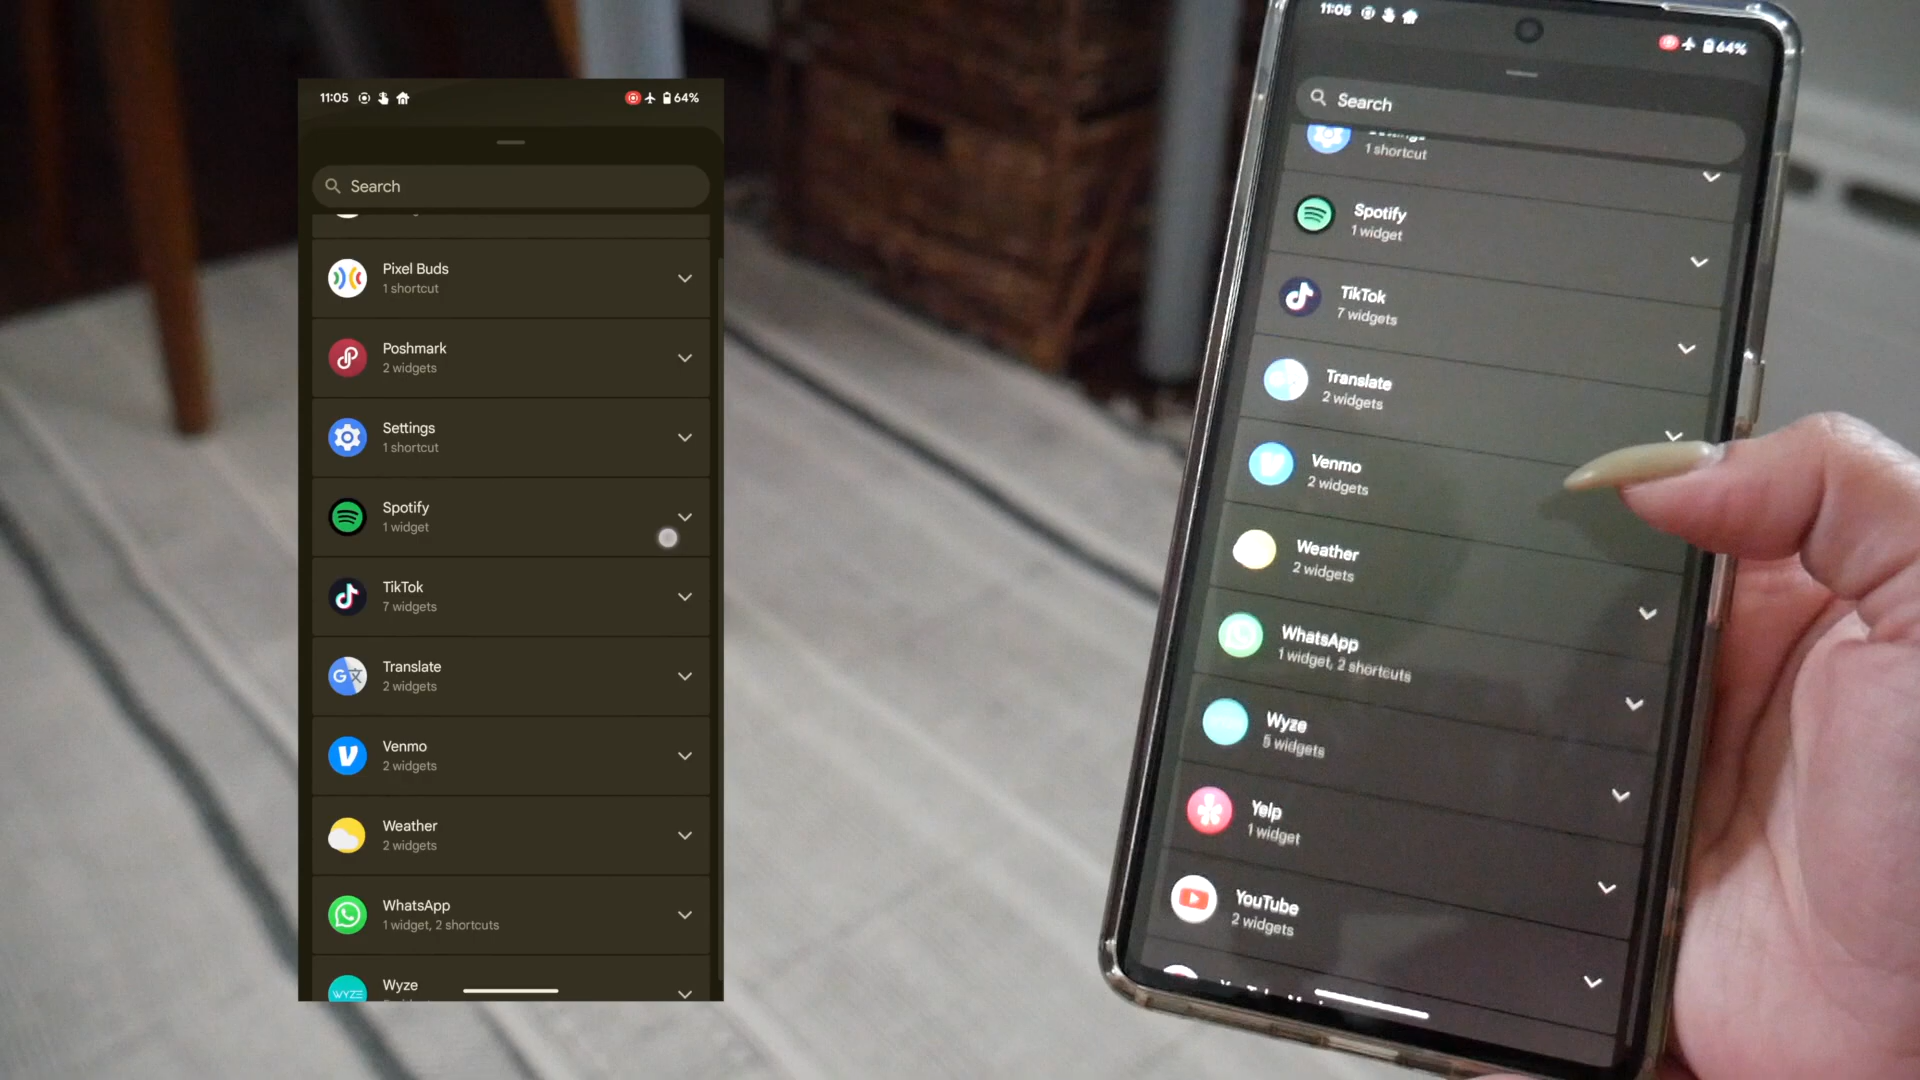 11:05
64%
Search
Pixel Buds
1 shortcut
Poshmark
2 widgets
Settings
1 shortcut
Spotify
1 widget
TikTok
7 widgets
Translate
2 widgets
Venmo
2 widgets
Weather
2 widgets
WhatsApp
1 widget, 2 shortcuts
WYZE
Wyze
11:05
64%
Search
1 shortcut
Spotify
1 widget
TikTok
7 widgets
Translate
2 widgets
Venmo
2 widgets
Weather
2 widgets
WhatsApp
1 widget, 2 shortcuts
Wyze
5 widgets
Yelp
1 widget
YouTube
2 widgets